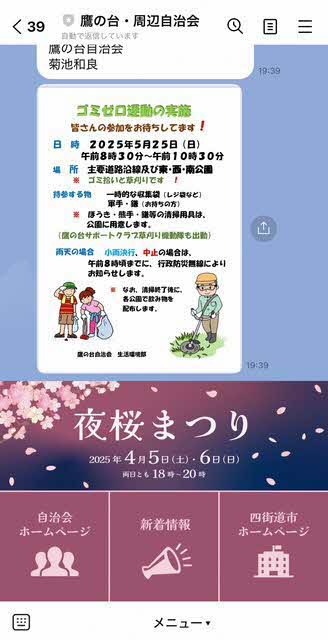 39
鷹の台・周辺自治会
自動で返信しています
鷹の台自治会
菊池和良
19:39
ゴミゼロ運動の実施
皆さんの参加をお待ちしてます!
日 時 2025年5月25日(日)
午前8時30分~午前10時30分
場 所 主要道路沿線及び東・西・南公園
※ ゴミ拾いと草刈りです !
持参する物 一時的な収集袋(レジ袋など)
軍手・鎌(お持ちの方)
※ ほうき・熊手・鎌等の清掃用具は、
公園に用意します。
(鷹の台サポートクラブ草刈り機動隊も出動)
雨天の場合 小雨決行、中止の場合は、
午前8時頃までに、行政防災無線により
お知らせします。
※ なお、清掃終了後に、
各公園で飲み物を
配布します。
鷹の台自治会 生活環境部
19:39
夜桜まつり
2025年4月5日(土)・6日(日)
両日とも18時~20時
自治会
ホームページ
新着情報
四街道市
ホームページ
メニュー▾